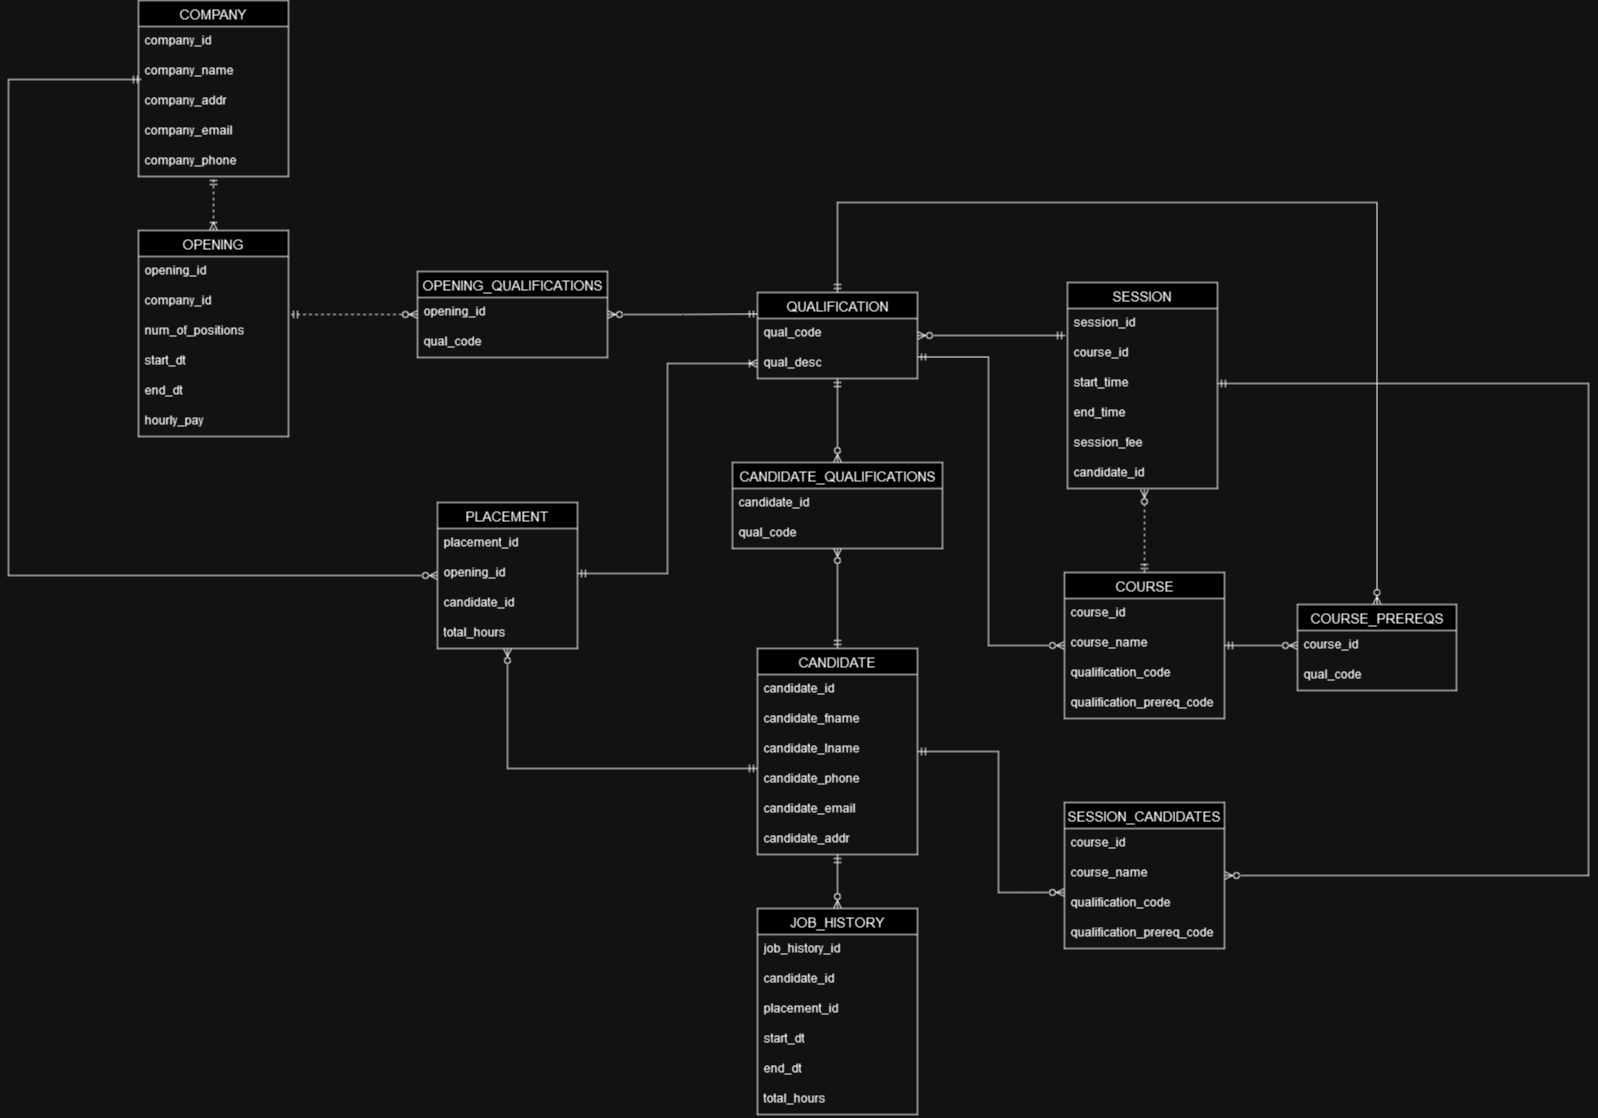 COMPANY
company_id
company_name
company_addr
company_email
company_phone
OPENING
opening_id
company_id
num_of_positions
start_dt
end_dt
hourly_pay
OPENING_QUALIFICATIONS
opening_id
qual_code
QUALIFICATION
qual_code
qual_desc
SESSION
session_id
course_id
start_time
end_time
session_fee
candidate_id
CANDIDATE_QUALIFICATIONS
candidate_id
qual_code
PLACEMENT
placement_id
opening_id
candidate_id
total_hours
COURSE
course_id
course_name
qualification_code
qualification_prereq_code
COURSE_PREREQS
course_id
qual_code
CANDIDATE
candidate_id
candidate_fname
candidate_lname
candidate_phone
candidate_email
candidate_addr
SESSION_CANDIDATES
course_id
course_name
qualification_code
qualification_prereq_code
JOB_HISTORY
job_history_id
candidate_id
placement_id
start_dt
end_dt
total_hours